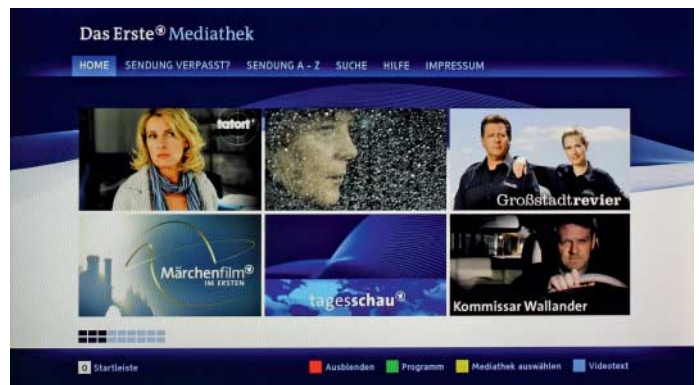 Das Erste Mediathek
HOME SENDUNG VERPASST? SENDUNG A - Z SUCHE HILFE IMPRESSUM
tatort
Großstadtrevier
Märchenfilm
IM ERSTEN
tagesschau
Kommissar Wallander
0 Startleiste Ausblenden Programm Mediathek auswählen Videotext